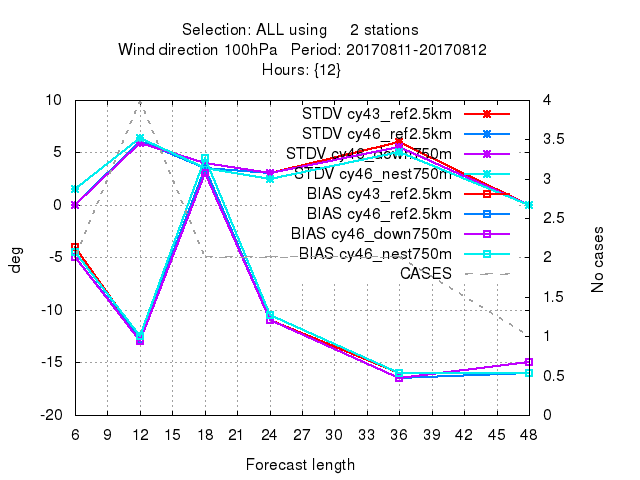 Selection: ALL using 2 stations
Wind direction 100hPa Period: 20170811-20170812
Hours: {12}
10
5
0
-5
-10
-15
-20
deg
4
3.5
3
2.5
2
1.5
1
0.5
0
No cases
STDV cy43_ref2.5km
STDV cy46_ref2.5km
STDV cy46_down750m
STDV cy46_nest750m
BIAS cy43_ref2.5km
BIAS cy46_ref2.5km
BIAS cy46_down750m
BIAS cy46_nest750m
CASES
6 9 12 15 18 21 24 27 30 33 36 39 42 45 48
Forecast length